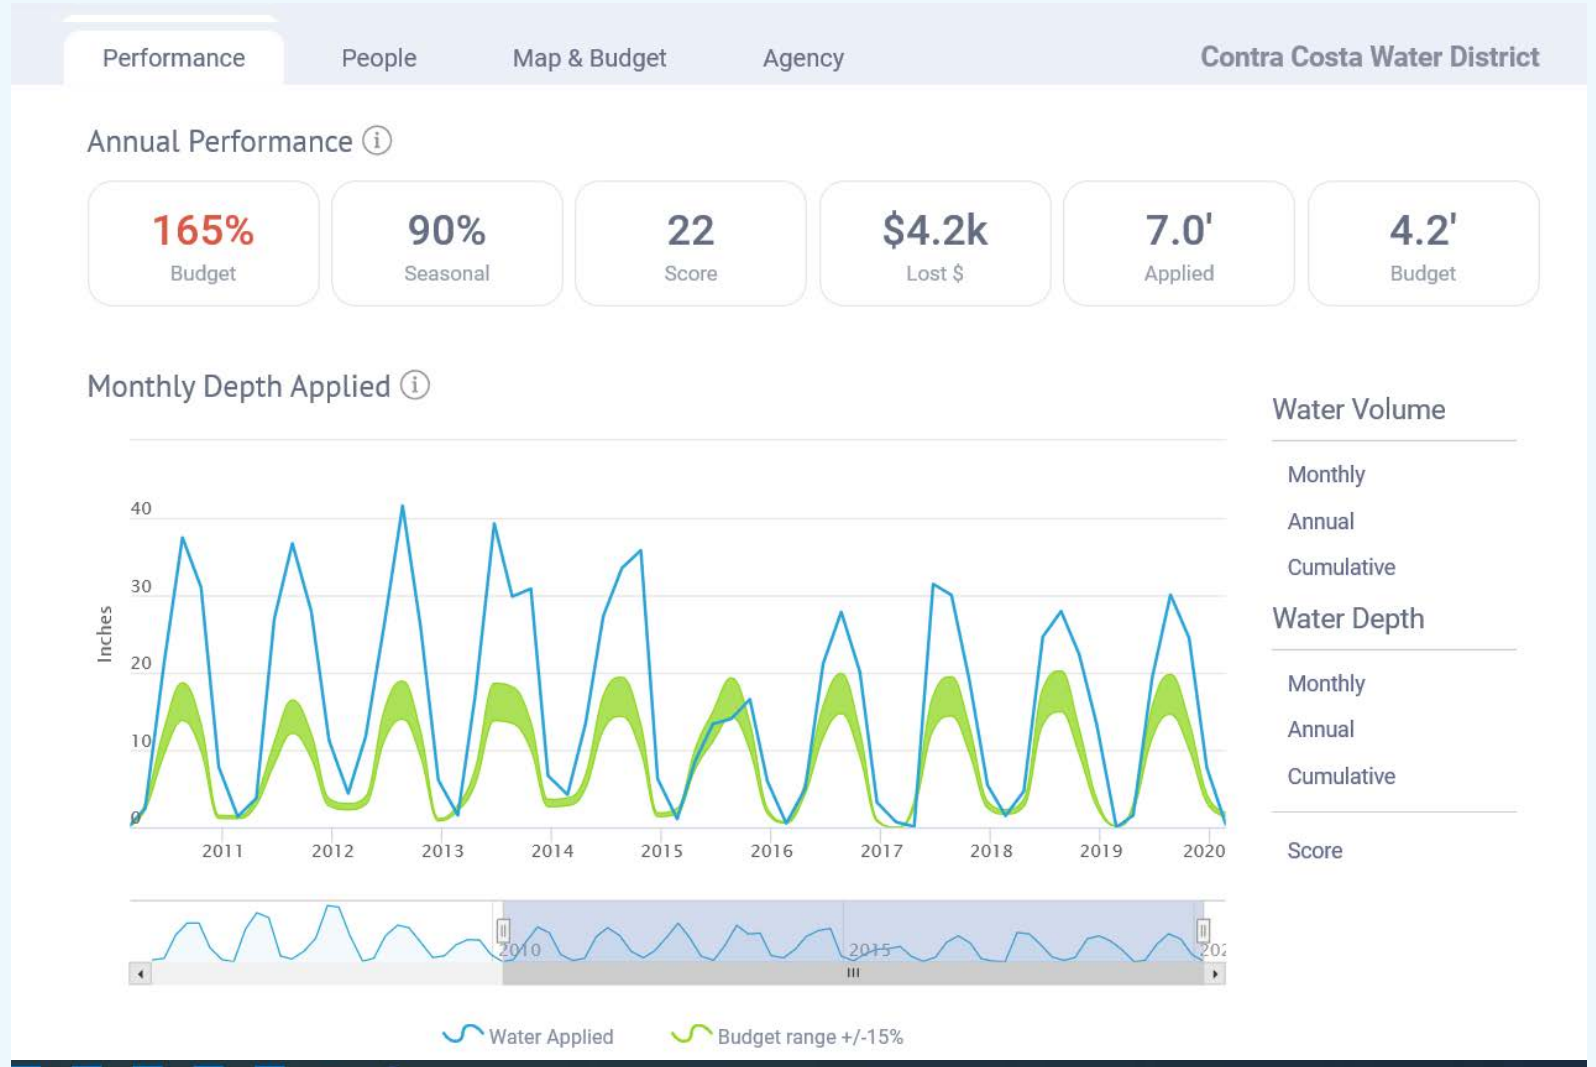 Performance People Map & Budget Agency Contra Costa Water District
Annual Performance i
165% 90% 22 $4.2k 7.0' 4.2'
Budget Seasonal Score Lost $ Applied Budget
Monthly Depth Applied i
Water Volume
Monthly
Annual
Cumulative
Water Depth
Monthly
Annual
Cumulative
Score
Inches
40
30
20
10
0
2011 2012 2013 2014 2015 2016 2017 2018 2019 2020
2010 2015 202
Water Applied Budget range +/-15%